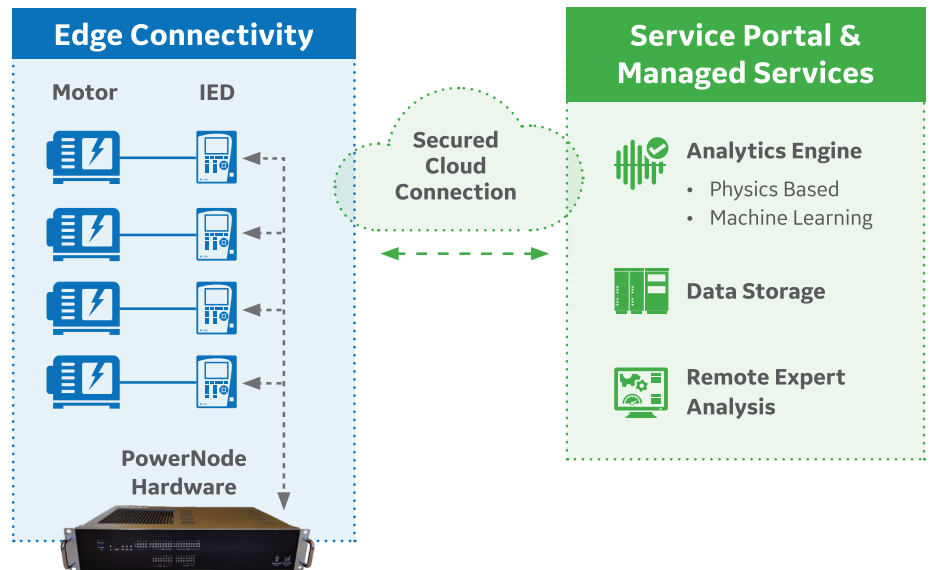 Edge Connectivity
Motor
IED
PowerNode
Hardware
Secured
Cloud
Connection
Service Portal &
Managed Services
Analytics Engine
• Physics Based
• Machine Learning
Data Storage
Remote Expert
Analysis